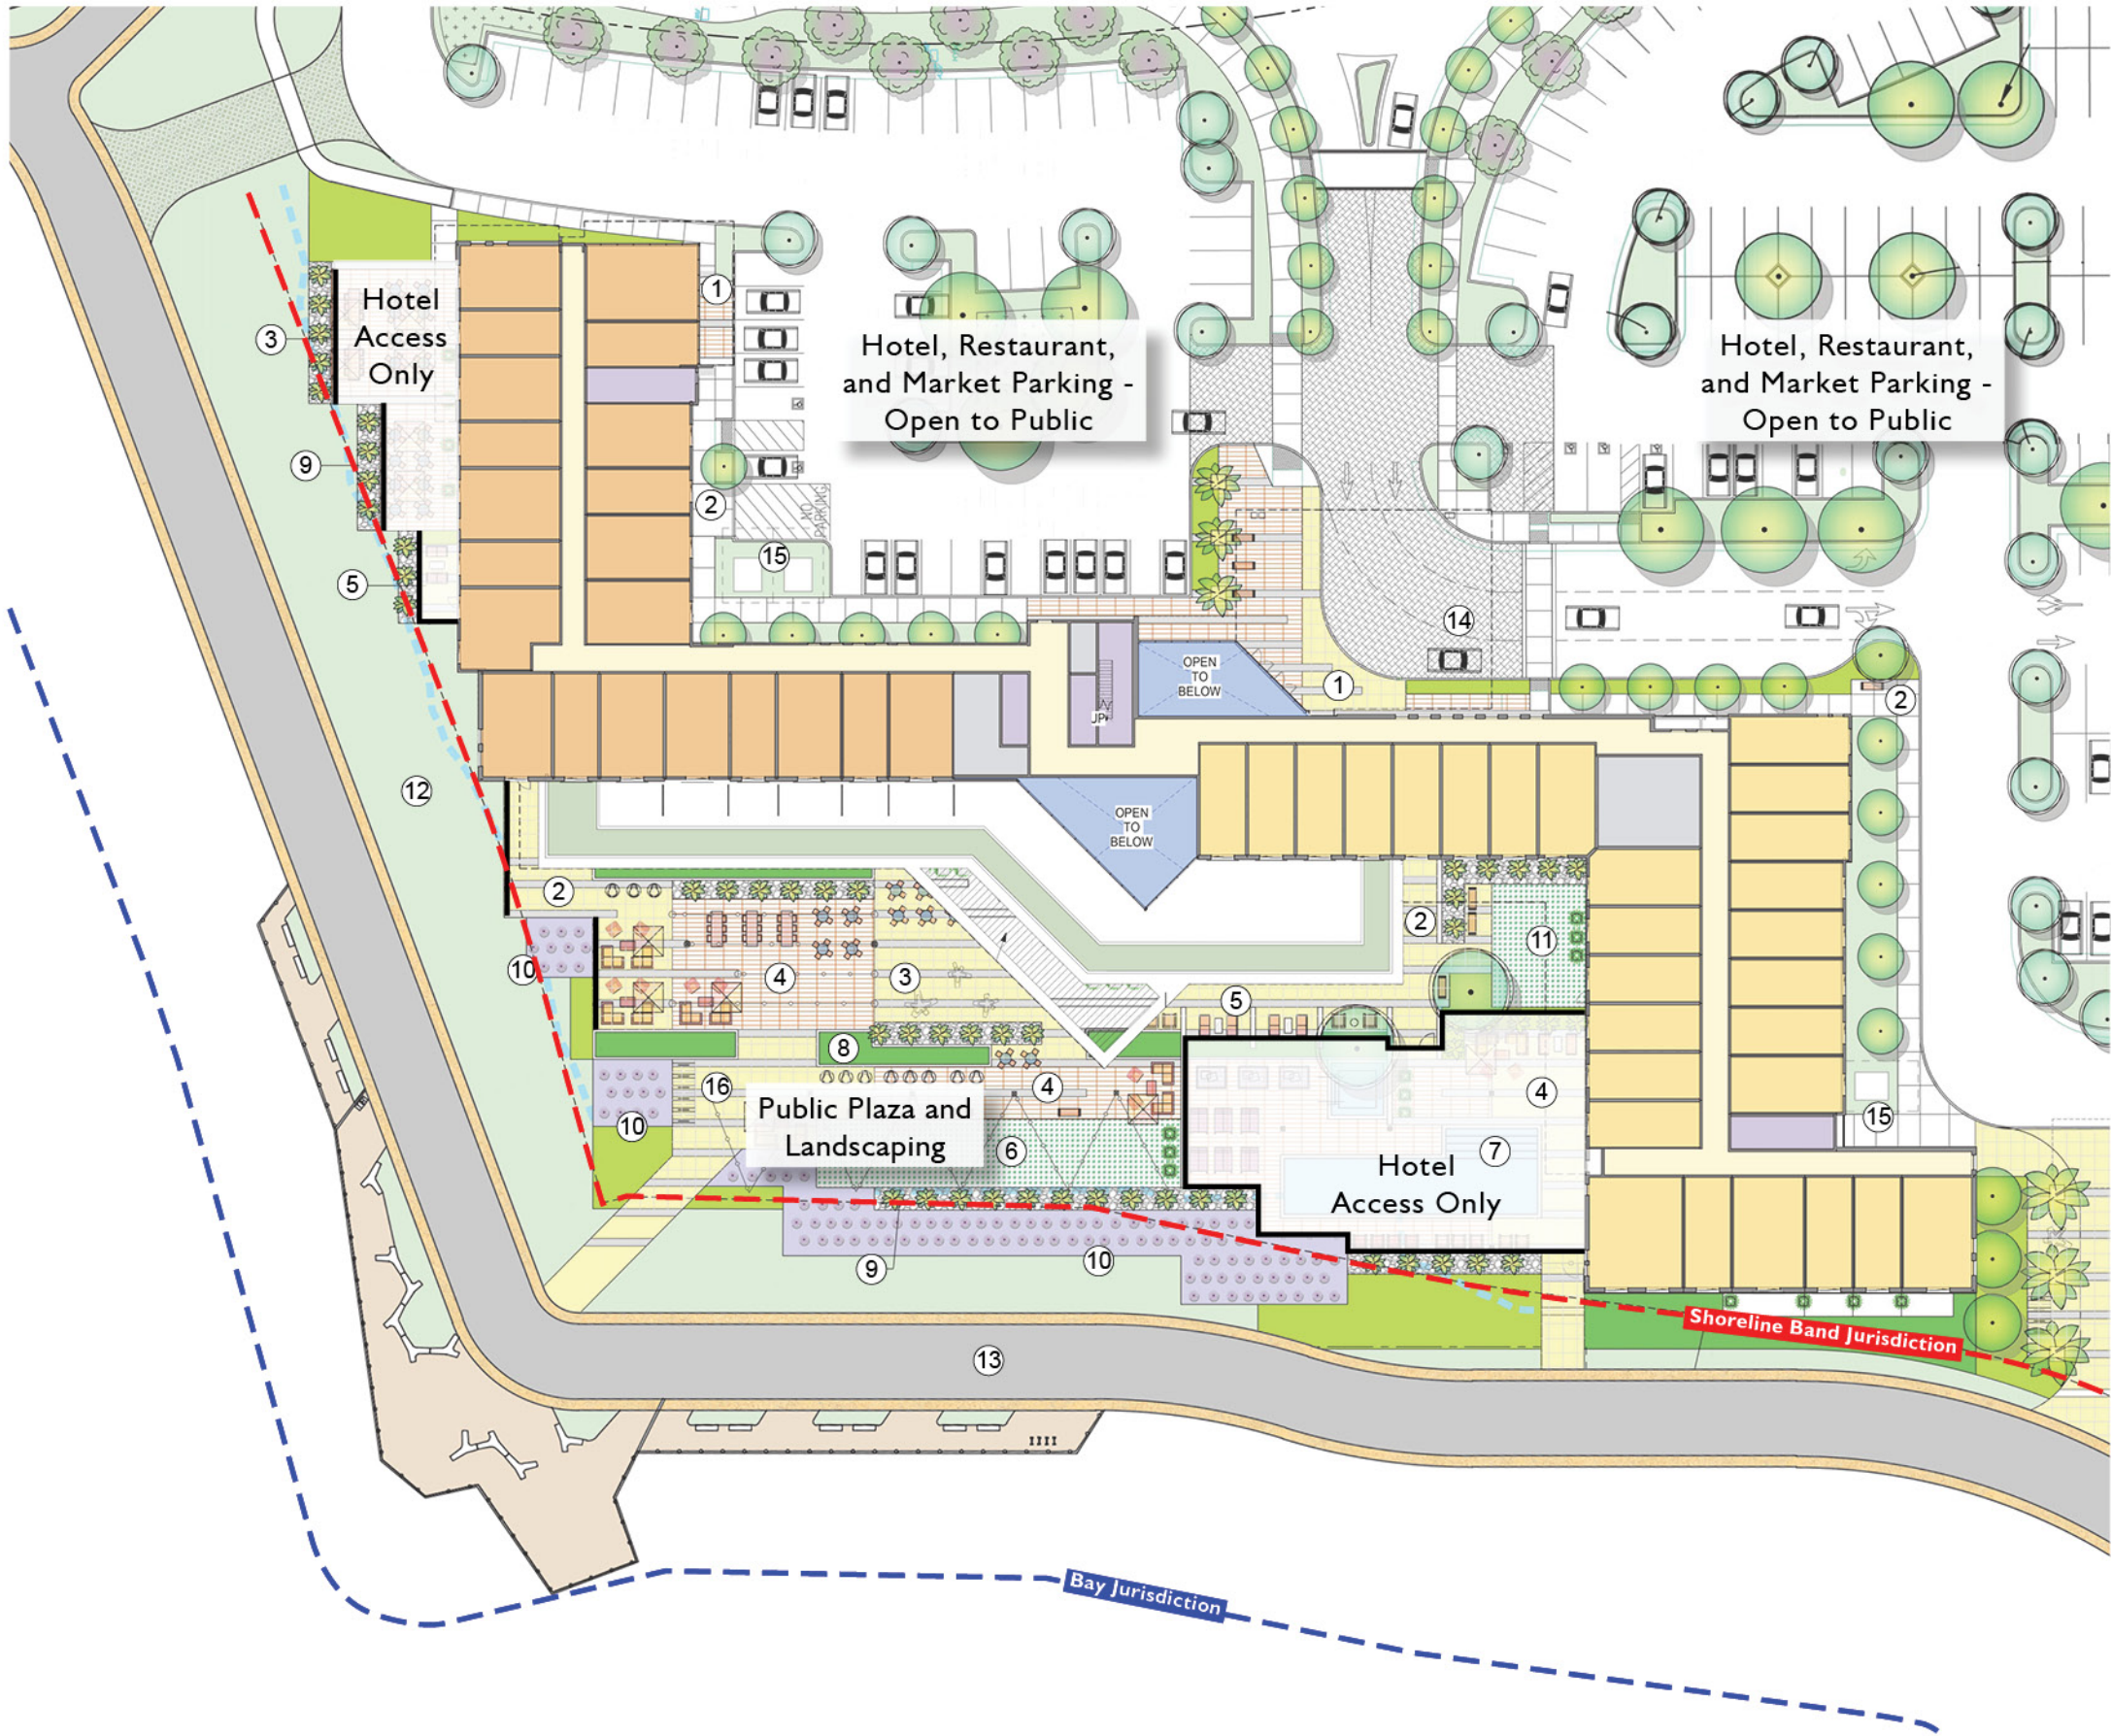 1
Hotel
Access
Only
3
Hotel, Restaurant,
and Market Parking -
Open to Public
Hotel, Restaurant,
and Market Parking -
Open to Public
9
2
NO
PARKING
5
15
14
OPEN
TO
BELOW
1
2
UP
12
OPEN
TO
BELOW
2
2
11
10
4
3
5
8
16
4
4
Public Plaza and
Landscaping
10
6
7
Hotel
Access Only
15
9
10
Shoreline Band Jurisdiction
13
Bay Jurisdiction